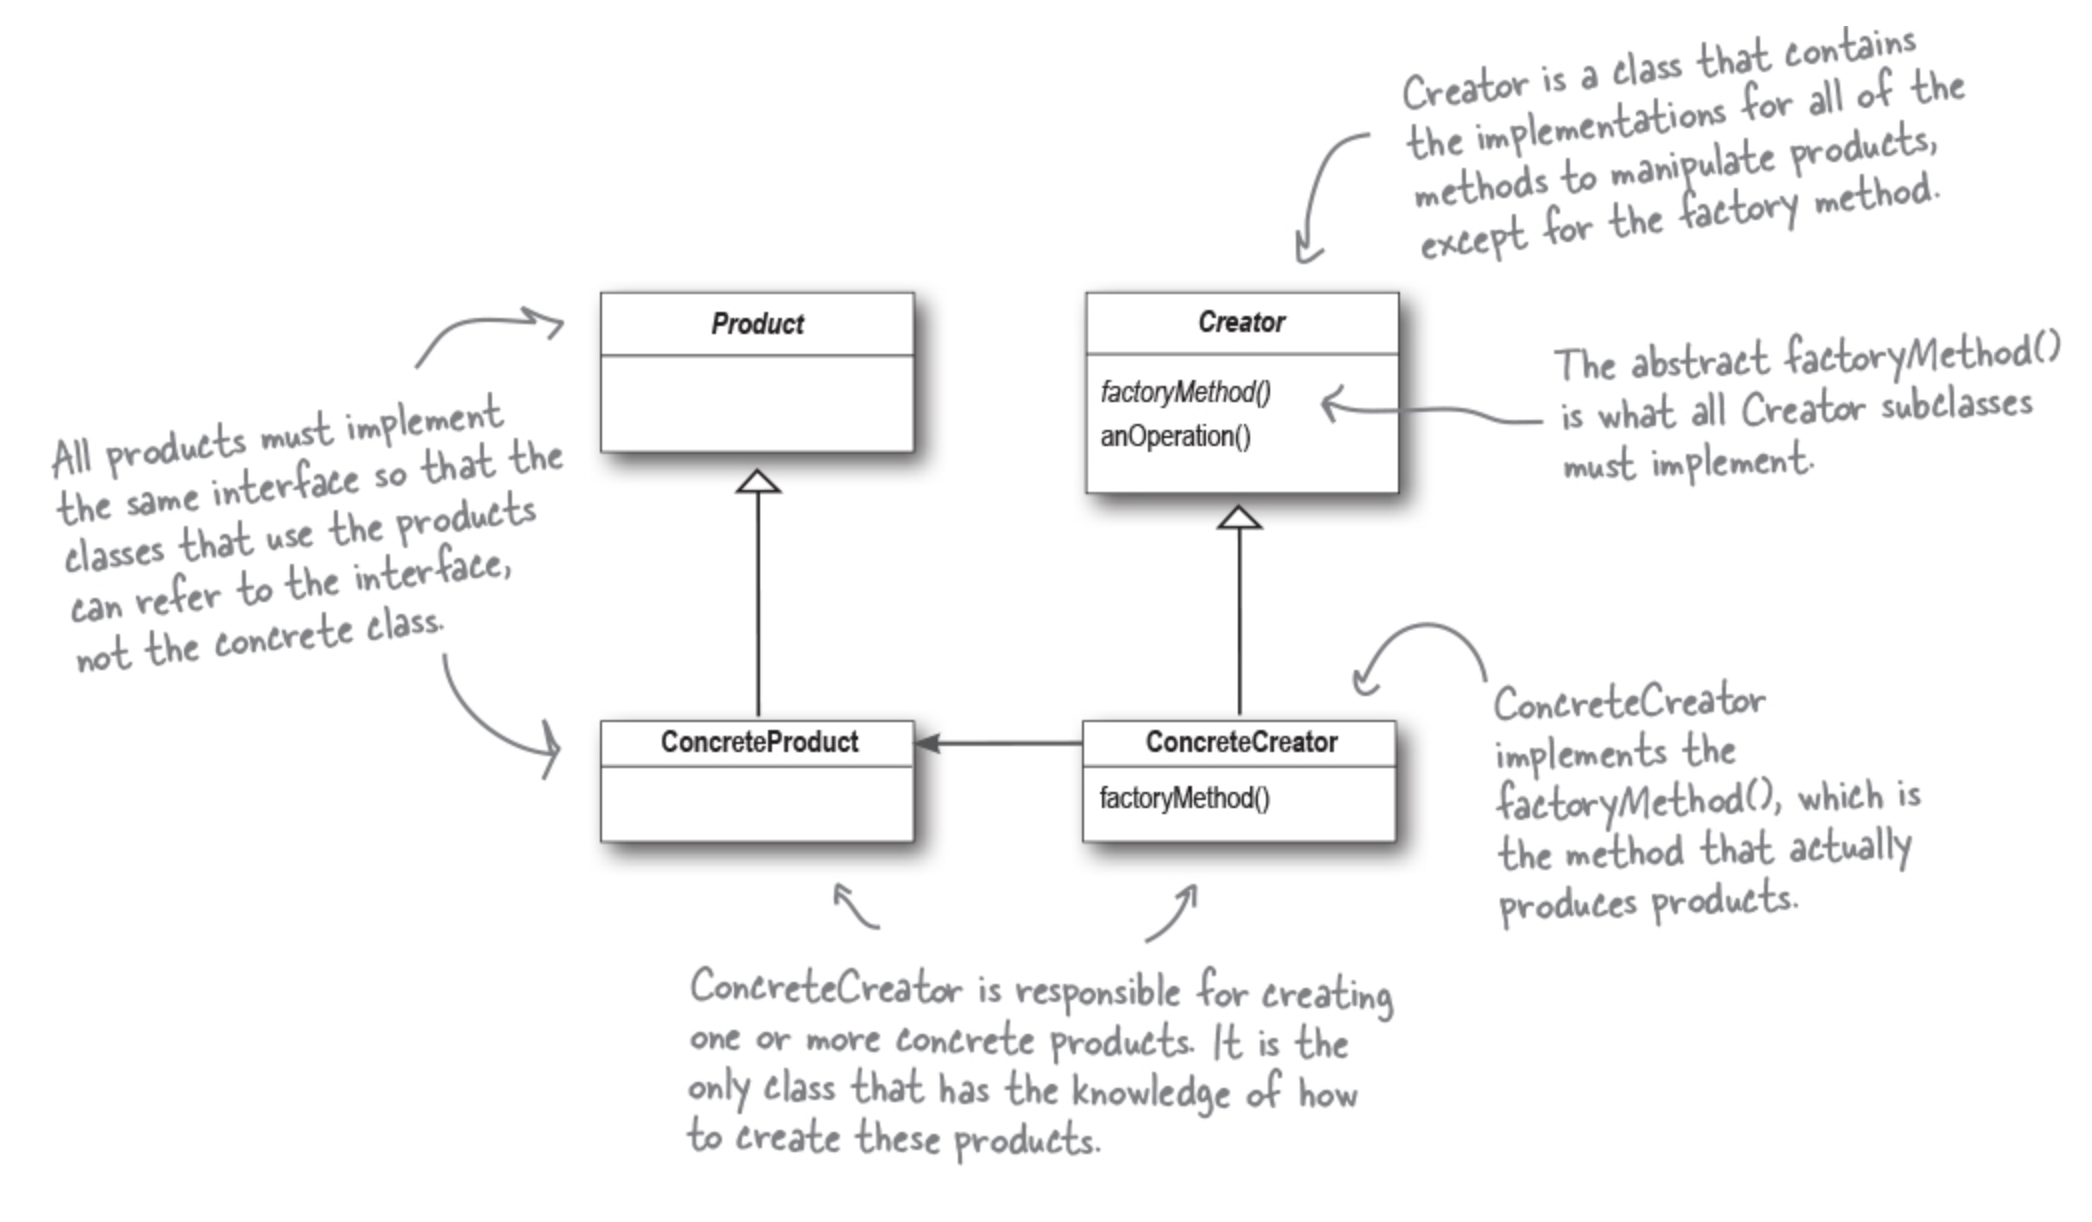 Creator is a class that contains
the implementations for all of the
methods to manipulate products,
except for the factory method.
Product
Creator
factoryMethod()
anOperation()
The abstract factoryMethod()
is what all Creator subclasses
must implement.
All products must implement
the same interface so that the
classes that use the products
can refer to the interface,
not the concrete class.
ConcreteProduct
ConcreteCreator
factoryMethod()
ConcreteCreator
implements the
factoryMethod(), which is
the method that actually
produces products.
ConcreteCreator is responsible for creating
one or more concrete products. It is the
only class that has the knowledge of how
to create these products.